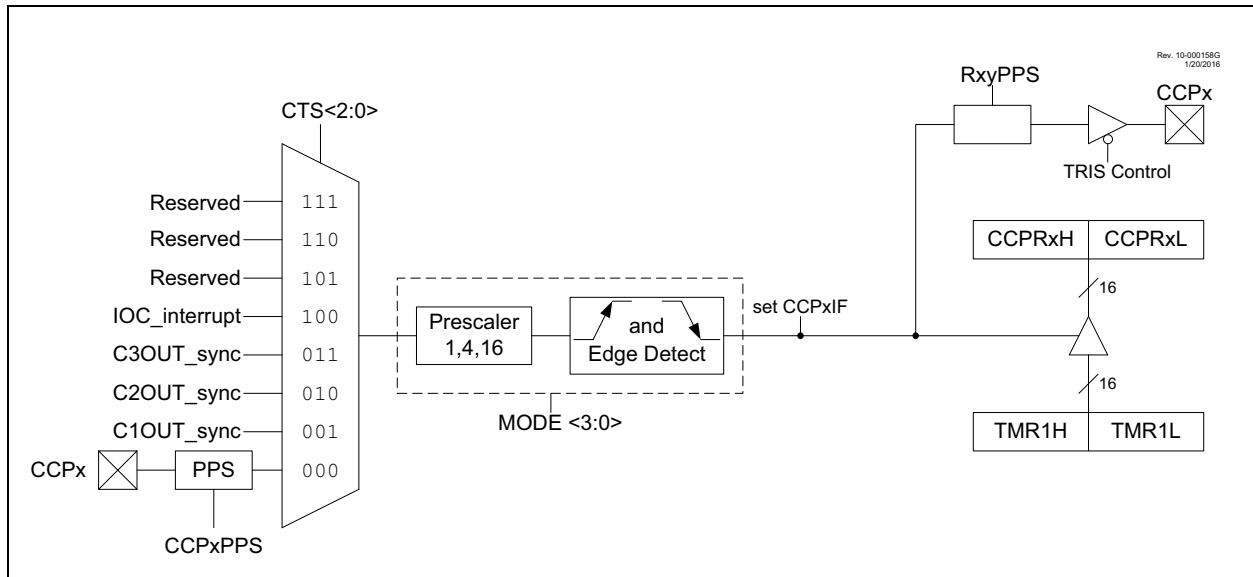 Rev. 10-000158G
1/20/2016
RxyPPS
CCPx
CTS<2:0>
TRIS Control
Reserved
111
Reserved
110
Reserved
101
IOC_interrupt
100
C3OUT_sync
011
C2OUT_sync
010
C1OUT_sync
001
CCPx
PPS
000
CCPxPPS
Prescaler
1,4,16
and
Edge Detect
MODE <3:0>
set CCPxIF
CCPRxH
CCPRxL
16
16
TMR1H
TMR1L